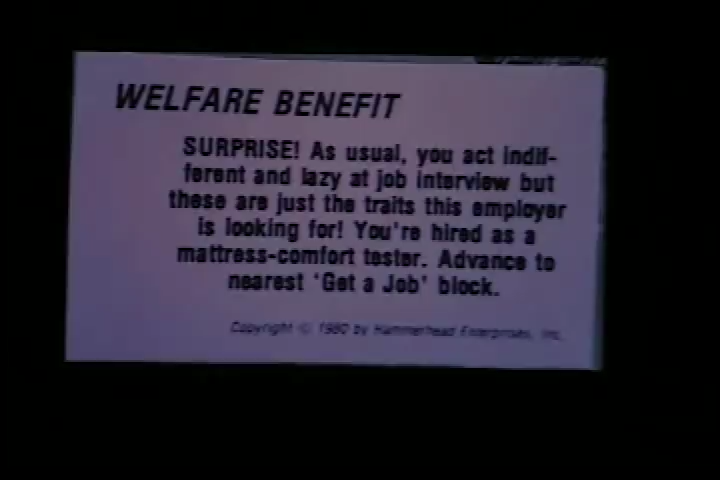 WELFARE BENEFIT
SURPRISE! As usual, you act indif-
ferent and lazy at job interview but
these are just the traits this employer
is looking for! You're hired as a
mattress-comfort tester. Advance to
nearest 'Get a Job' block.
Copyright © 1980 by Hammerhead Enterprises, Inc.